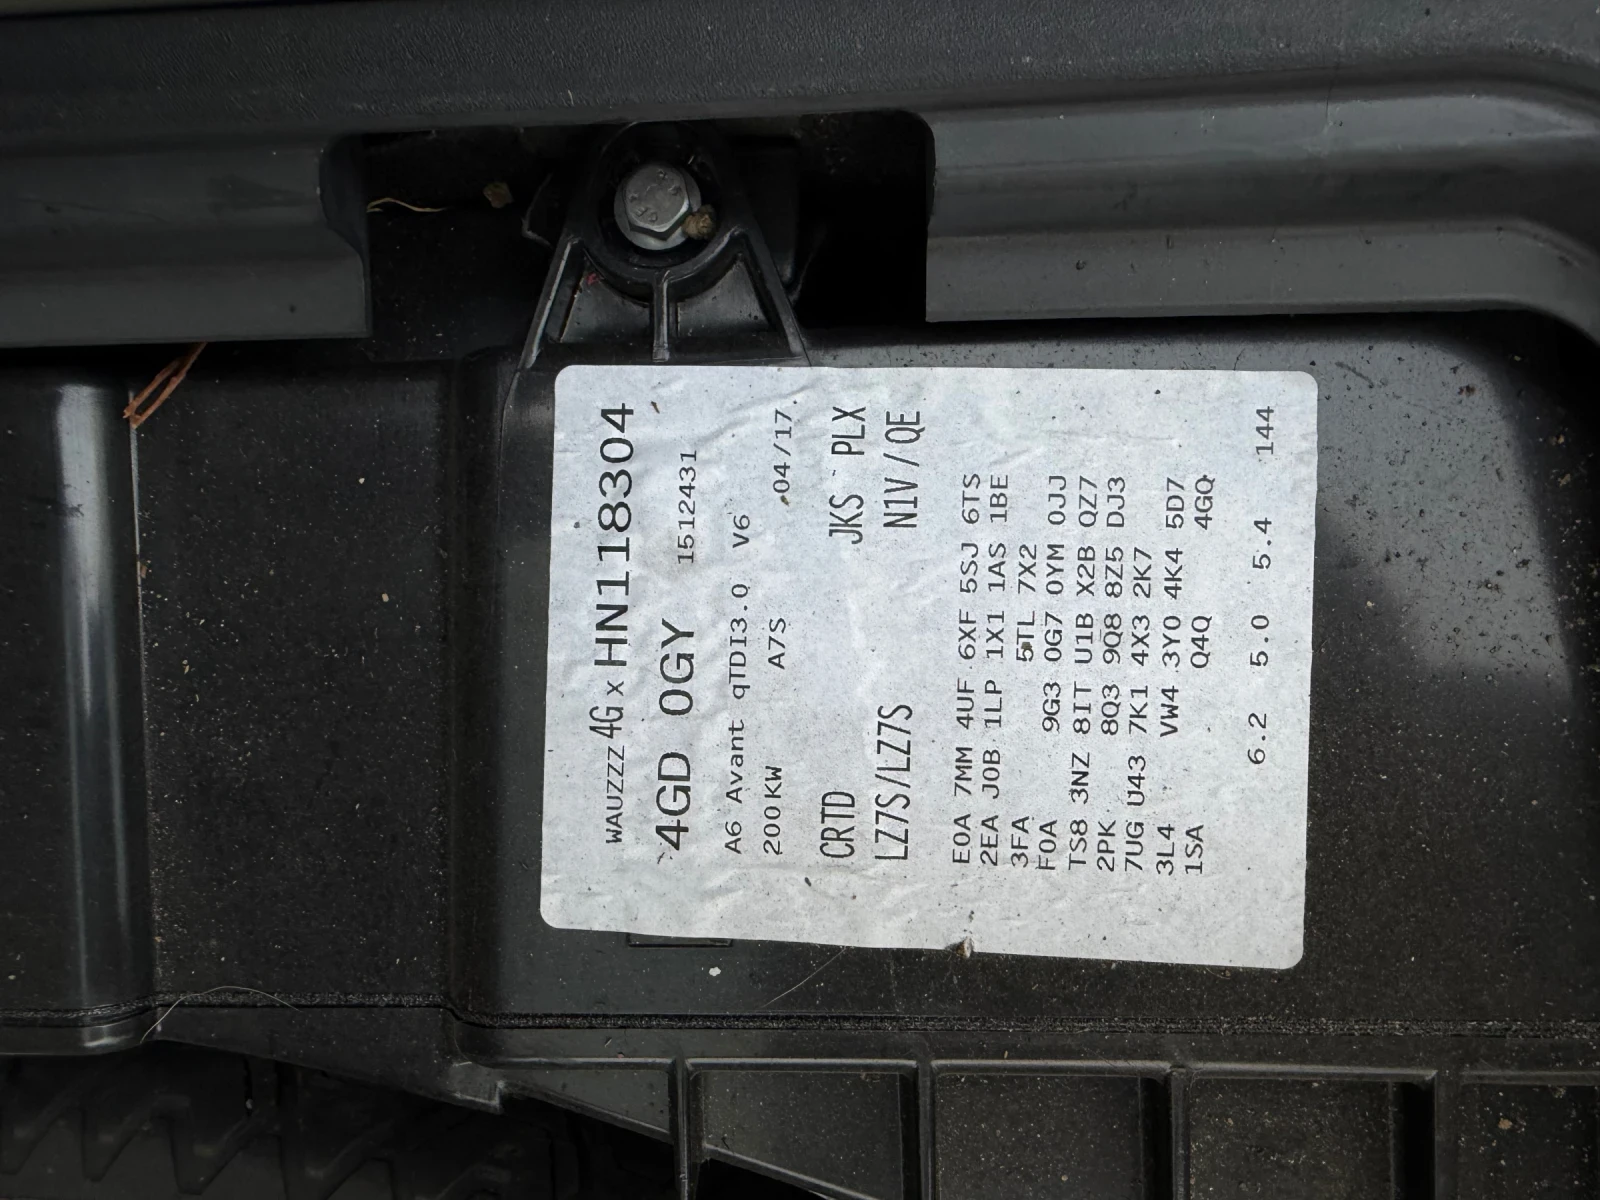 WAUZZZ 4G x HN118304
4GD 0GY 1512431
A6 Avant qTDI3.0 V6
200KW A7S 04/17
CRTD JKS PLX
LZ7S/LZ7S N1V/QE
E0A 7MM 4UF 6XF 5SJ 6TS
2EA J0B 1LP 1X1 1AS 1BE
3FA 5TL 7X2
F0A 9G3 0G7 0YM 0JJ
TS8 3NZ 8IT U1B X2B QZ7
2PK 8Q3 9Q8 8Z5 DJ3
7UG U43 7K1 4X3 2K7
3L4 VW4 3Y0 4K4 5D7
1SA Q4Q 4GQ
6.2 5.0 5.4 144